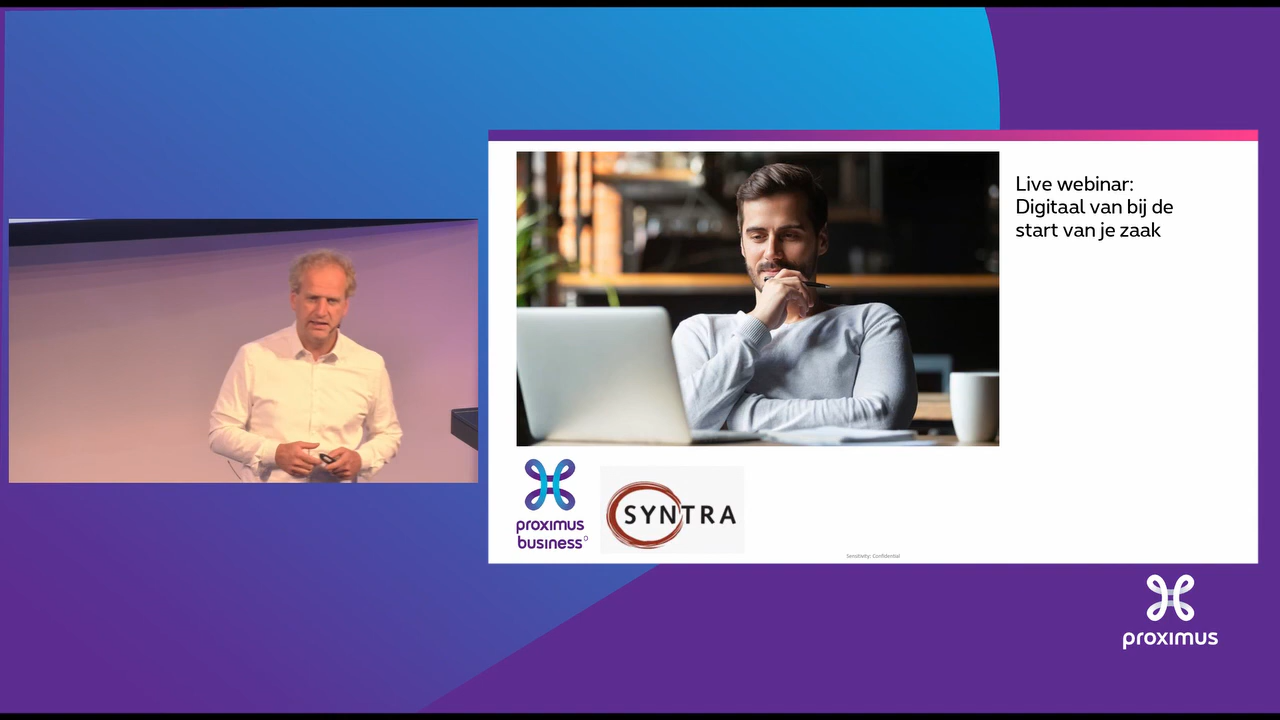 Live webinar:
Digitaal van bij de
start van je zaak
proximus
business
SYNTRA
Sensitivity: Confidential
proximus